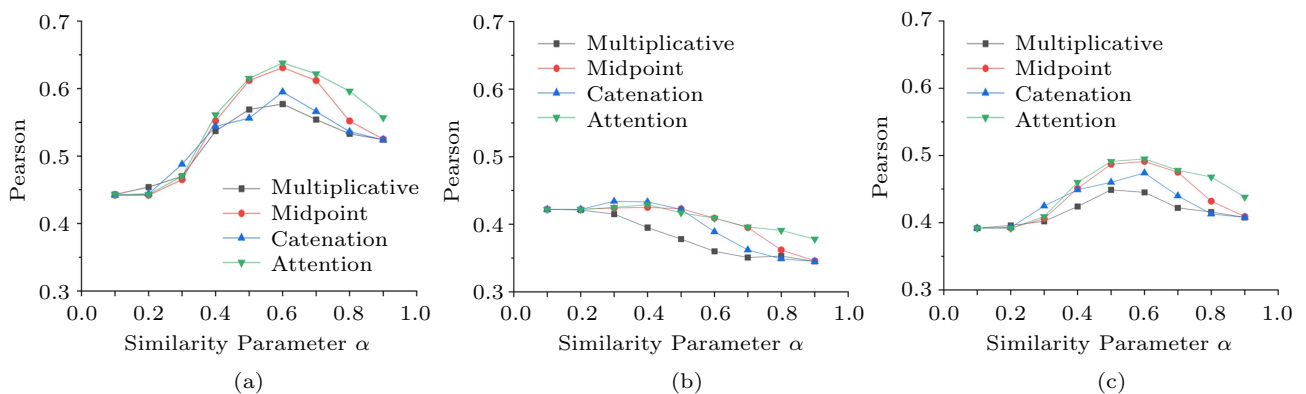 0.7
0.6
0.5
0.4
0.3
Pearson
Multiplicative
Midpoint
Catenation
Attention
0.0 0.2 0.4 0.6 0.8 1.0
Similarity Parameter α
(a)
0.7
0.6
0.5
0.4
0.3
Pearson
Multiplicative
Midpoint
Catenation
Attention
0.0 0.2 0.4 0.6 0.8 1.0
Similarity Parameter α
(b)
0.7
0.6
0.5
0.4
0.3
Pearson
Multiplicative
Midpoint
Catenation
Attention
0.0 0.2 0.4 0.6 0.8 1.0
Similarity Parameter α
(c)